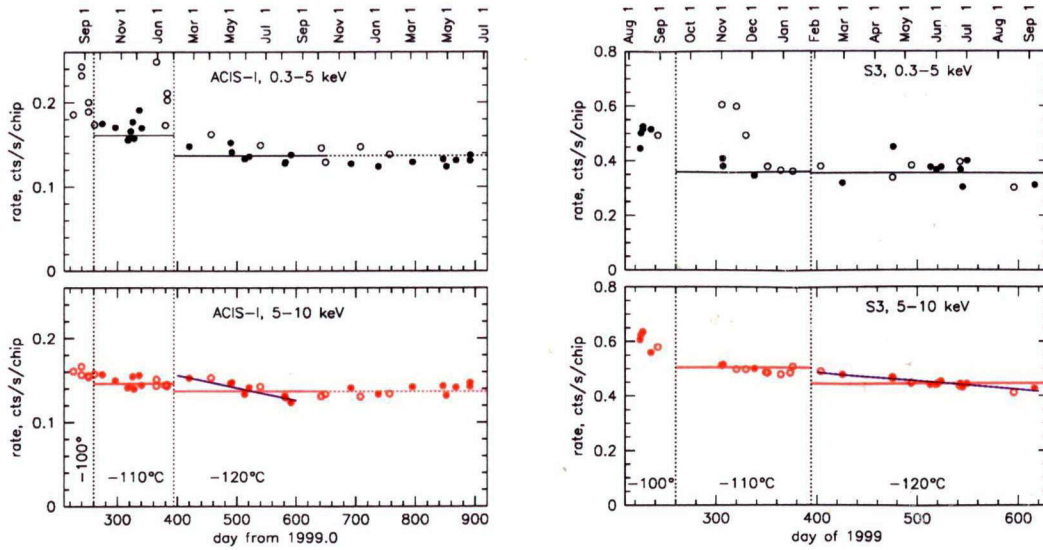 Sep 1 Nov 1 Jan 1 Mar 1 May 1 Jul 1 Sep 1 Nov 1 Jan 1 Mar 1 May 1 Jul 1
ACIS-I, 0.3-5 keV
rate, cts/s/chip
0.2
0.1
0
ACIS-I, 5-10 keV
rate, cts/s/chip
0.2
0.1
0
-100°
-110°C
-120°C
300 400 500 600 700 800 900
day from 1999.0
Aug 1 Sep 1 Oct 1 Nov 1 Dec 1 Jan 1 Feb 1 Mar 1 Apr 1 May 1 Jun 1 Jul 1 Aug 1 Sep 1
0.8
S3, 0.3-5 keV
rate, cts/s/chip
0.6
0.4
0.2
0
0.8
S3, 5-10 keV
rate, cts/s/chip
0.6
0.4
0.2
0
-100°
-110°C
-120°C
300 400 500 600
day of 1999